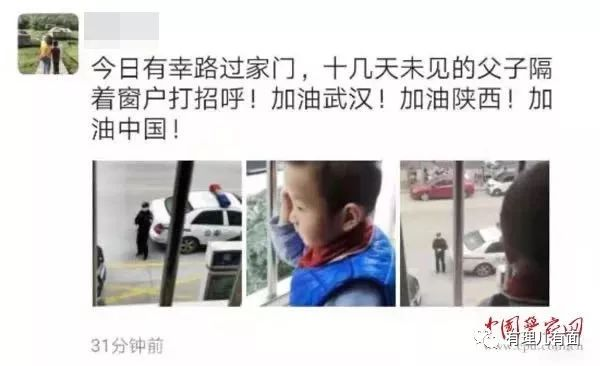 今日有幸路过家门，十几天未见的父子隔
着窗户打招呼！加油武汉！加油陕西！加
油中国！
31分钟前
中国警察网
有理儿有面